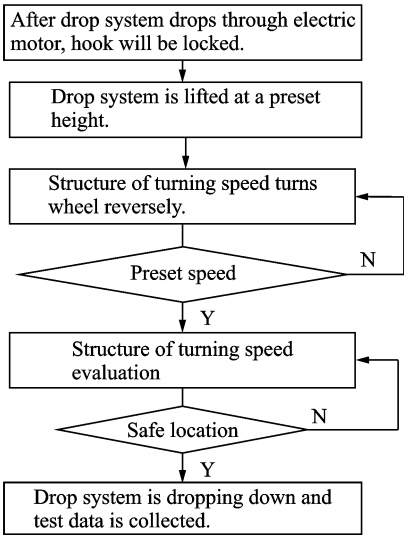 After drop system drops through electric
motor, hook will be locked.
Drop system is lifted at a preset
height.
Structure of turning speed turns
wheel reversely.
Preset speed
N
Y
Structure of turning speed
evaluation
Safe location
N
Y
Drop system is dropping down and
test data is collected.